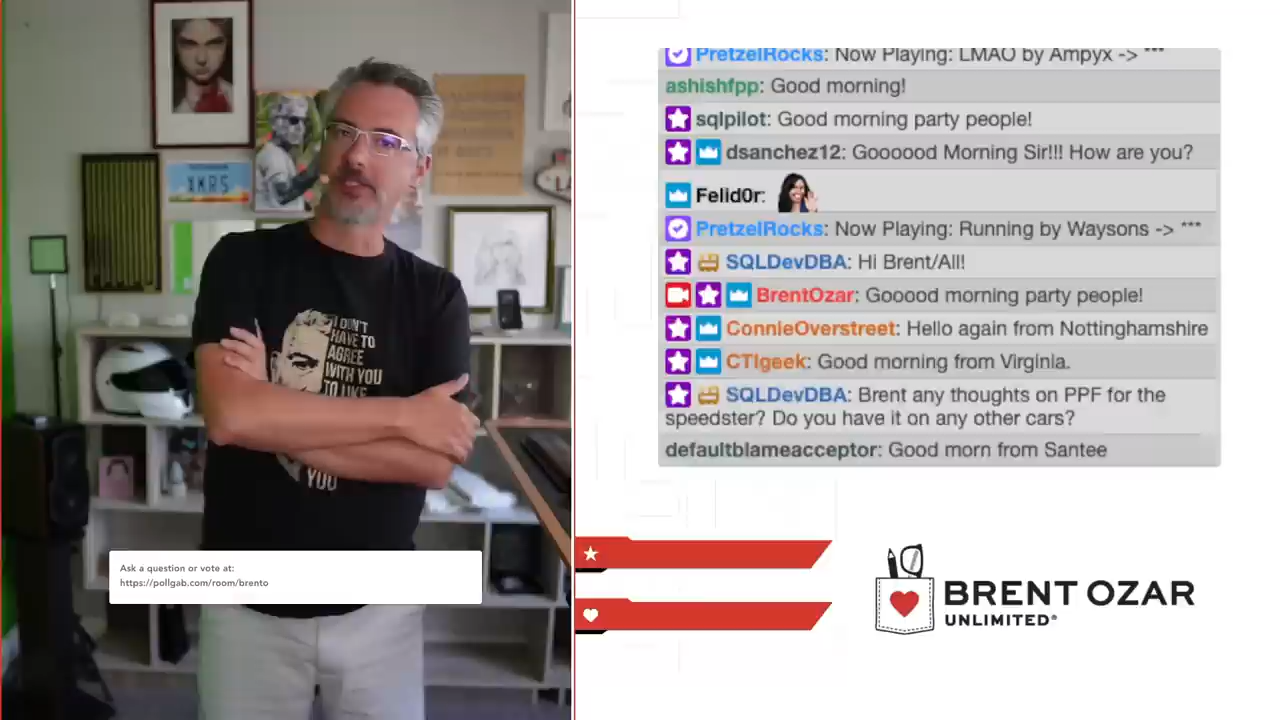 1MRS
I DON'T
HAVE TO
AGREE
WITH YOU
TO LIKE
YOU
Ask a question or vote at:
https://pollgab.com/room/brento
PretzelRocks: Now Playing: LMAO by Ampyx -> ***
ashishfpp: Good morning!
sqlpilot: Good morning party people!
dsanchez12: Goooood Morning Sir!!! How are you?
Felid0r:
PretzelRocks: Now Playing: Running by Waysons -> ***
SQLDevDBA: Hi Brent/All!
BrentOzar: Gooood morning party people!
ConnieOverstreet: Hello again from Nottinghamshire
CTIgeek: Good morning from Virginia.
SQLDevDBA: Brent any thoughts on PPF for the
speedster? Do you have it on any other cars?
defaultblameacceptor: Good morn from Santee
BRENT OZAR
UNLIMITED®